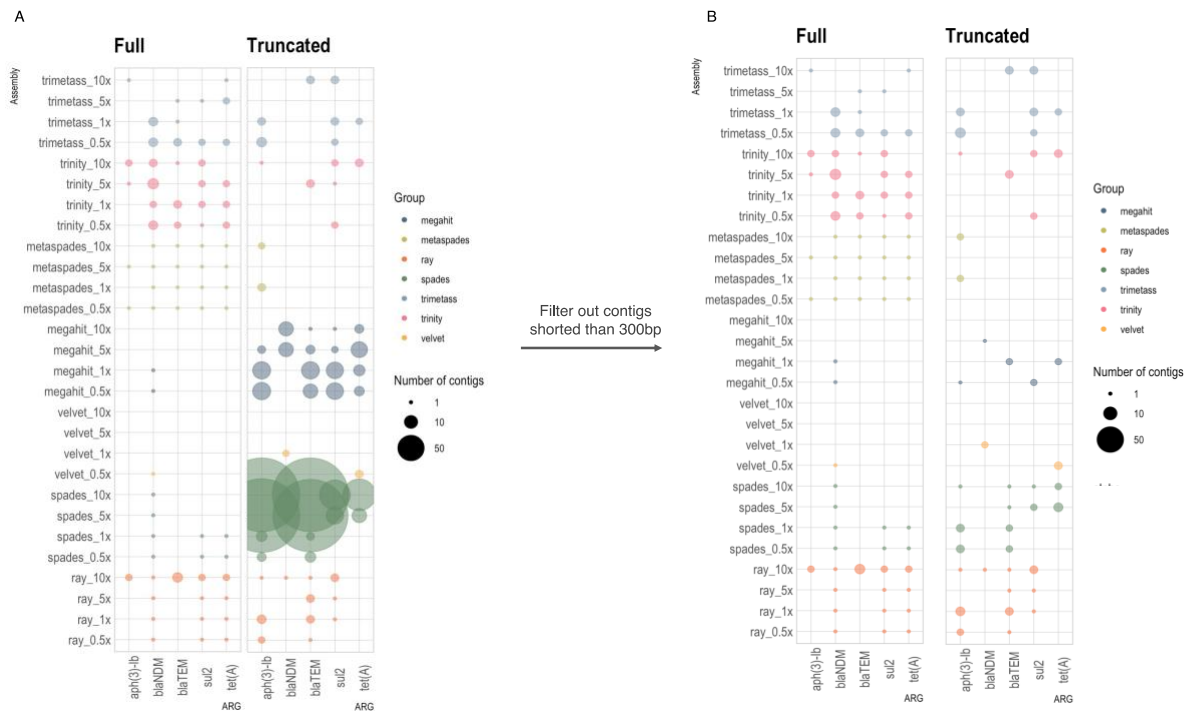 A
Full
Truncated
Assembly
trimetass_10x
trimetass_5x
trimetass_1x
trimetass_0.5x
trinity_10x
trinity_5x
trinity_1x
trinity_0.5x
metaspades_10x
metaspades_5x
metaspades_1x
metaspades_0.5x
megahit_10x
megahit_5x
megahit_1x
megahit_0.5x
velvet_10x
velvet_5x
velvet_1x
velvet_0.5x
spades_10x
spades_5x
spades_1x
spades_0.5x
ray_10x
ray_5x
ray_1x
ray_0.5x
aph(3)-Ib
blaNDM
blaTEM
sul2
tet(A)
aph(3)-Ib
blaNDM
blaTEM
sul2
tet(A)
ARG
ARG
Group
megahit
metaspades
ray
spades
trimetass
trinity
velvet
Number of contigs
1
10
50
Filter out contigs
shorted than 300bp
B
Full
Truncated
Assembly
trimetass_10x
trimetass_5x
trimetass_1x
trimetass_0.5x
trinity_10x
trinity_5x
trinity_1x
trinity_0.5x
metaspades_10x
metaspades_5x
metaspades_1x
metaspades_0.5x
megahit_10x
megahit_5x
megahit_1x
megahit_0.5x
velvet_10x
velvet_5x
velvet_1x
velvet_0.5x
spades_10x
spades_5x
spades_1x
spades_0.5x
ray_10x
ray_5x
ray_1x
ray_0.5x
aph(3)-Ib
blaNDM
blaTEM
sul2
tet(A)
aph(3)-Ib
blaNDM
blaTEM
sul2
tet(A)
ARG
ARG
Group
megahit
metaspades
ray
spades
trimetass
trinity
velvet
Number of contigs
1
10
50